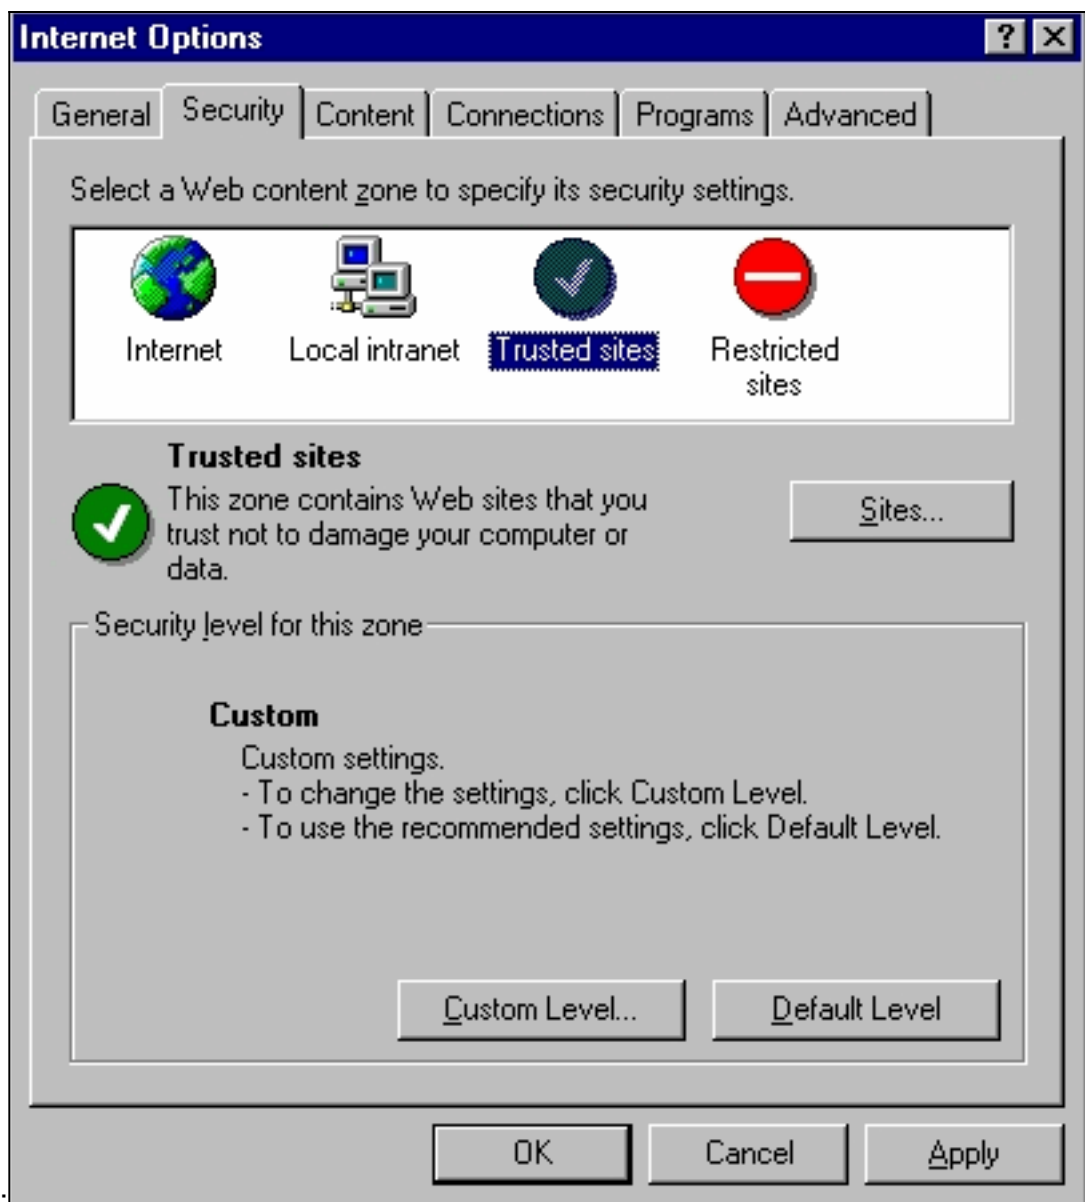 Internet Options
General Security Content Connections Programs Advanced
Select a Web content zone to specify its security settings.
Internet Local intranet Trusted sites Restricted
sites
Trusted sites
This zone contains Web sites that you
trust not to damage your computer or
data.
Sites...
Security level for this zone
Custom
Custom settings.
- To change the settings, click Custom Level.
- To use the recommended settings, click Default Level.
Custom Level... Default Level
OK Cancel Apply
.